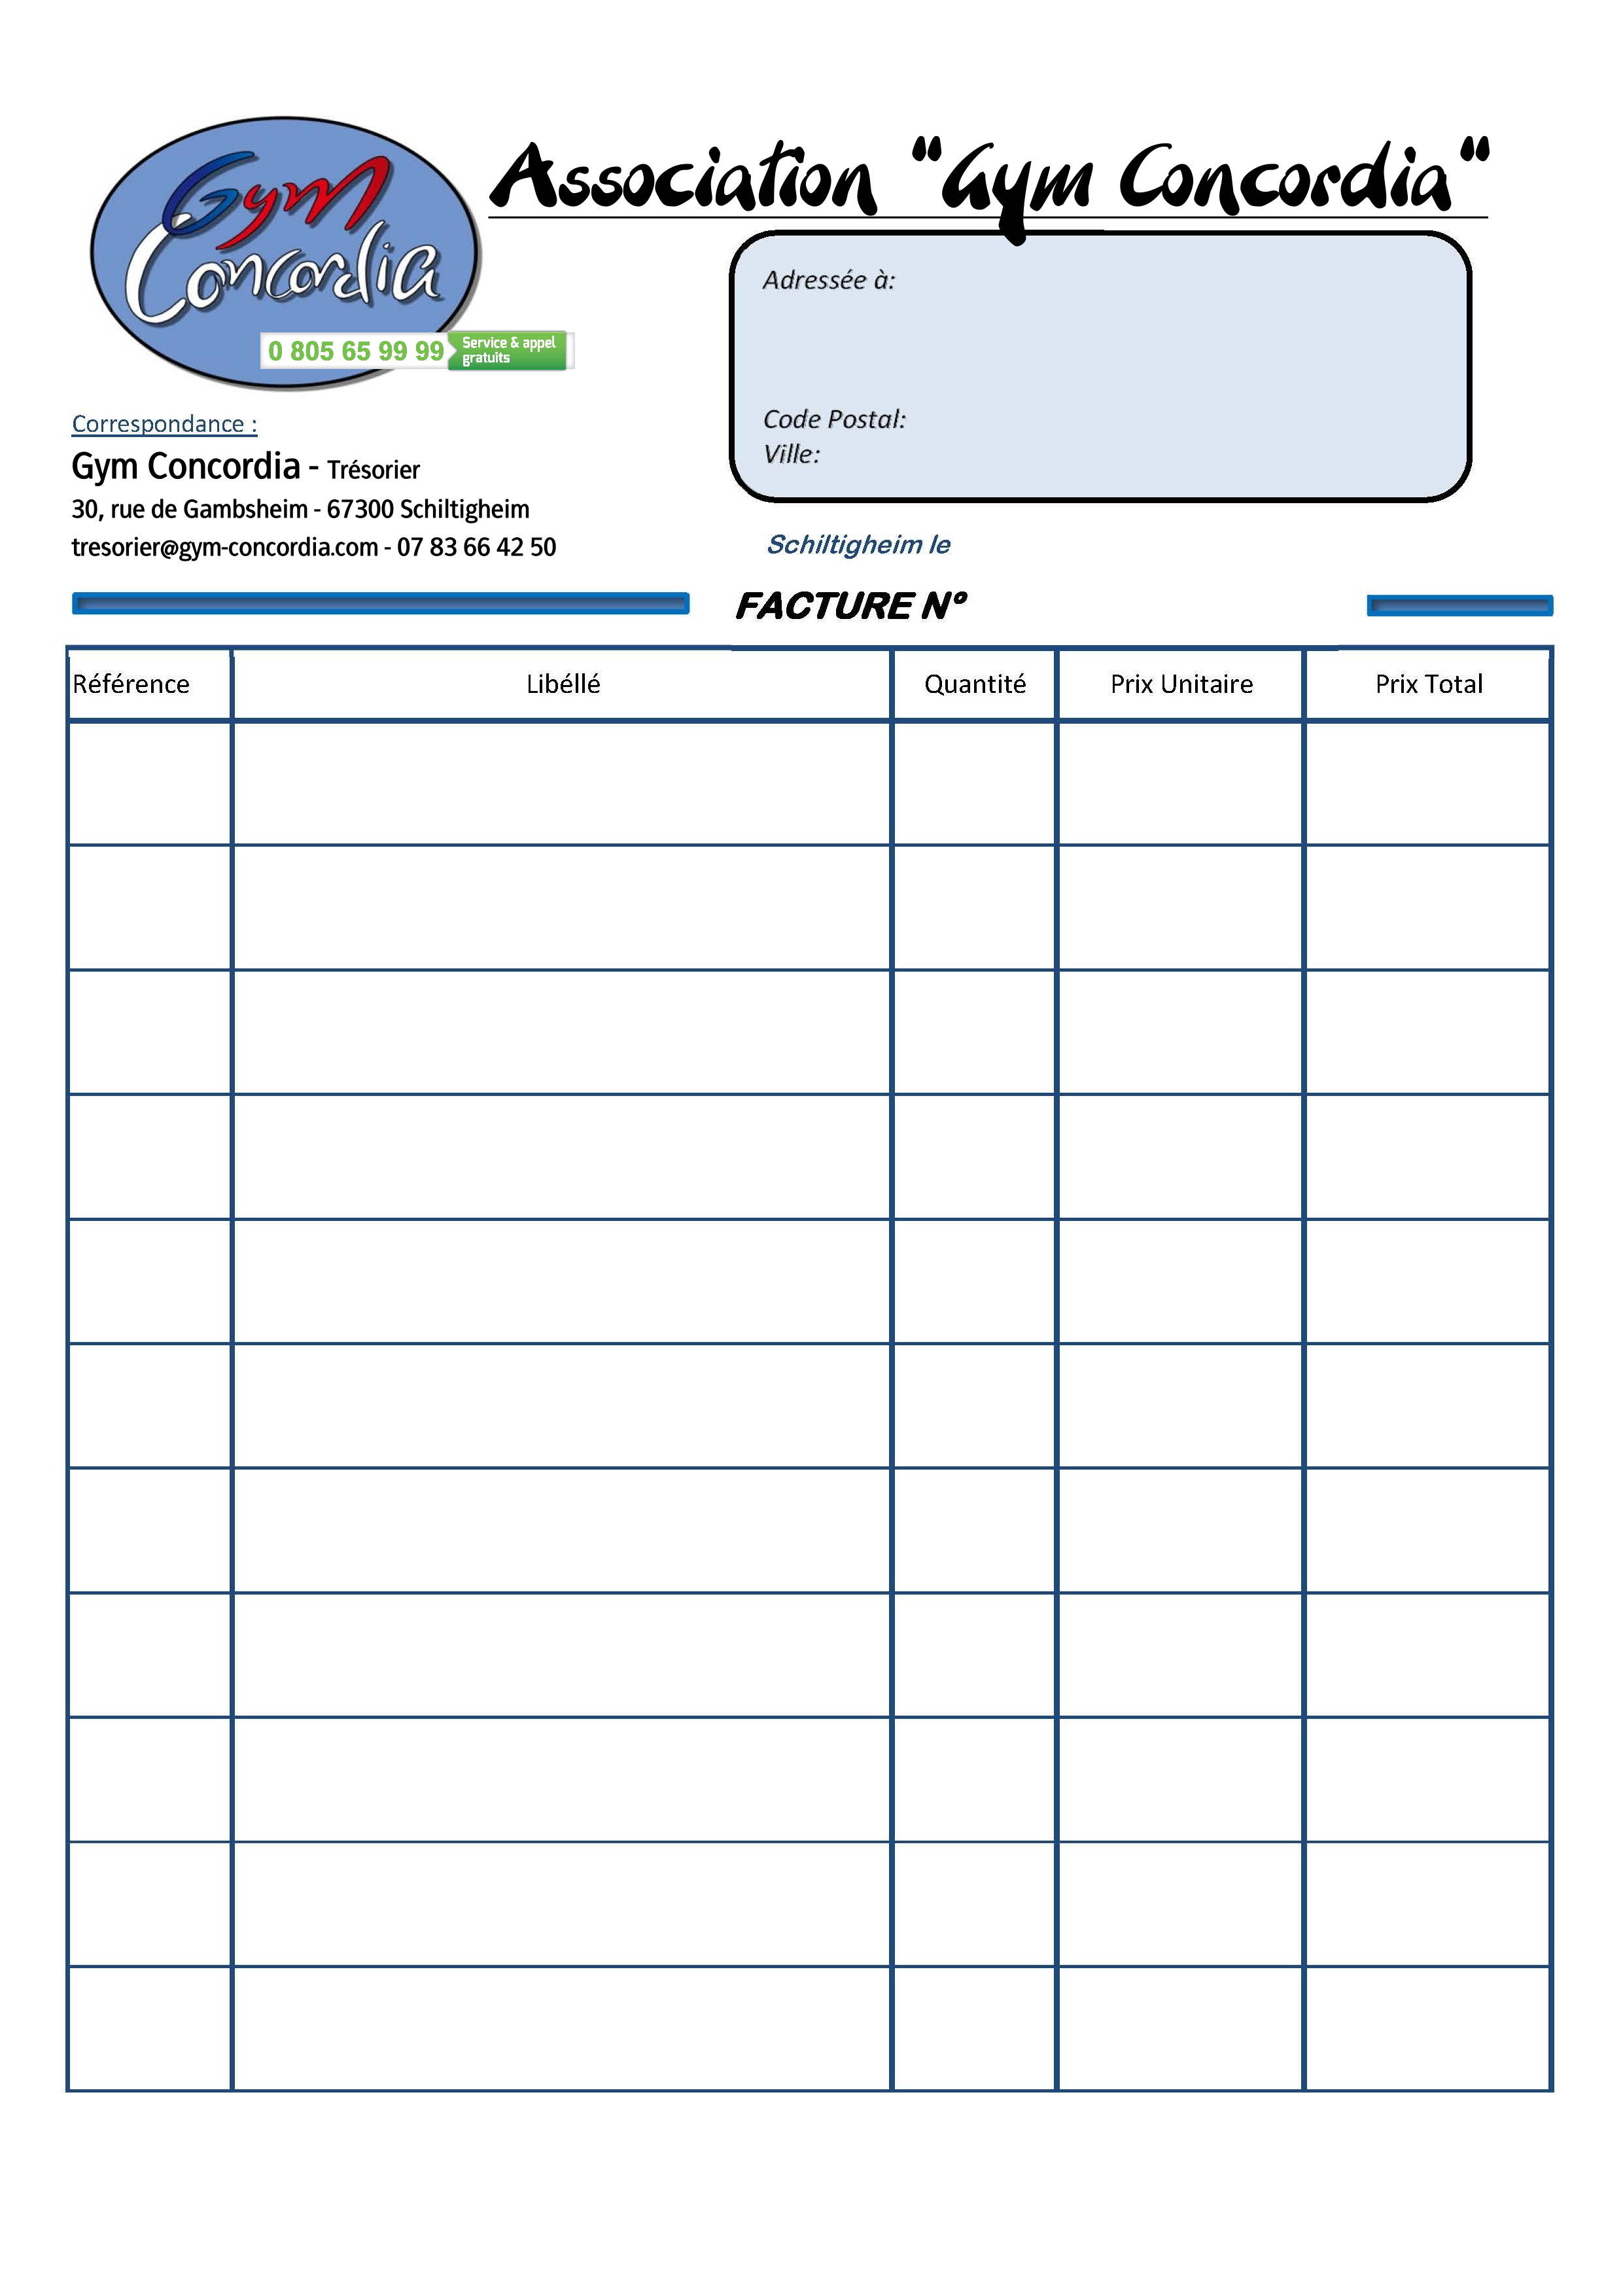 Gym
Concordia
Association “Gym Concordia“
0 805 65 99 99 Service & appel
gratuits
Adressée à:
Code Postal:
Ville:
Correspondance :
Gym Concordia - Trésorier
30, rue de Gambsheim - 67300 Schiltigheim
tresorier@gym-concordia.com - 07 83 66 42 50
Schiltigheim le
FACTURE N°
Référence Libéllé Quantité Prix Unitaire Prix Total